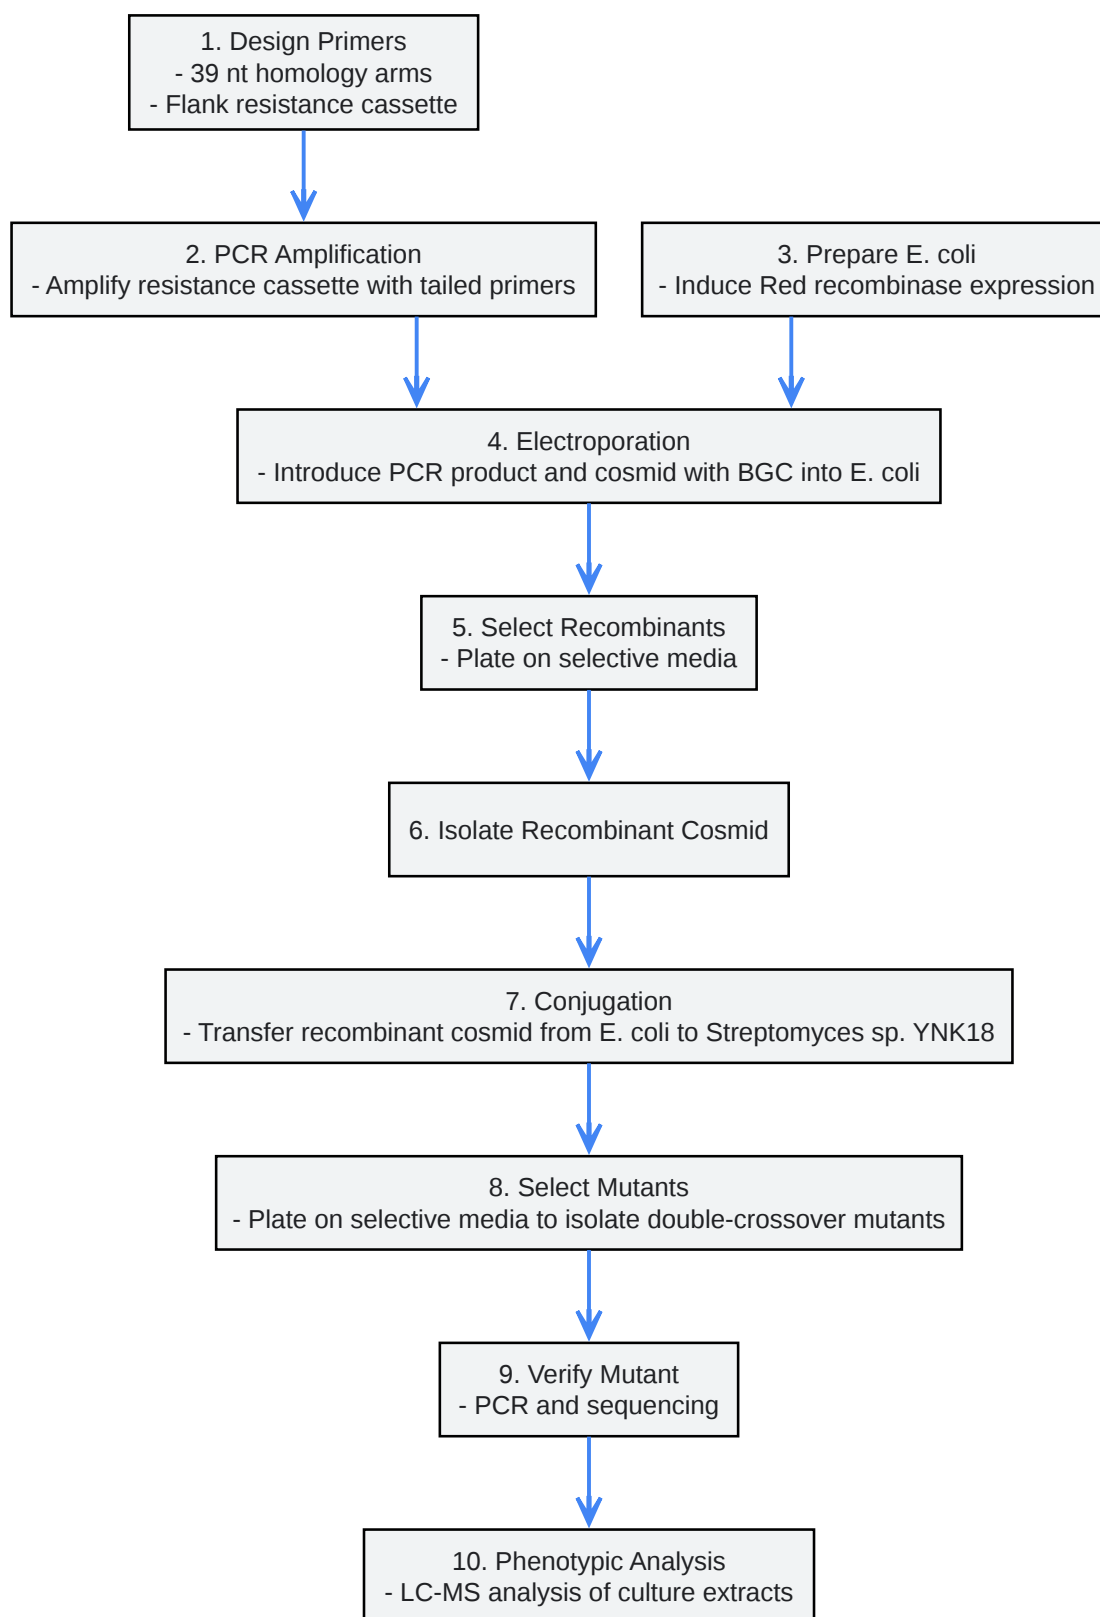 1. Design Primers
- 39 nt homology arms
- Flank resistance cassette
2. PCR Amplification
- Amplify resistance cassette with tailed primers
3. Prepare E. coli
- Induce Red recombinase expression
4. Electroporation
- Introduce PCR product and cosmid with BGC into E. coli
5. Select Recombinants
- Plate on selective media
6. Isolate Recombinant Cosmid
7. Conjugation
- Transfer recombinant cosmid from E. coli to Streptomyces sp. YNK18
8. Select Mutants
- Plate on selective media to isolate double-crossover mutants
9. Verify Mutant
- PCR and sequencing
10. Phenotypic Analysis
- LC-MS analysis of culture extracts